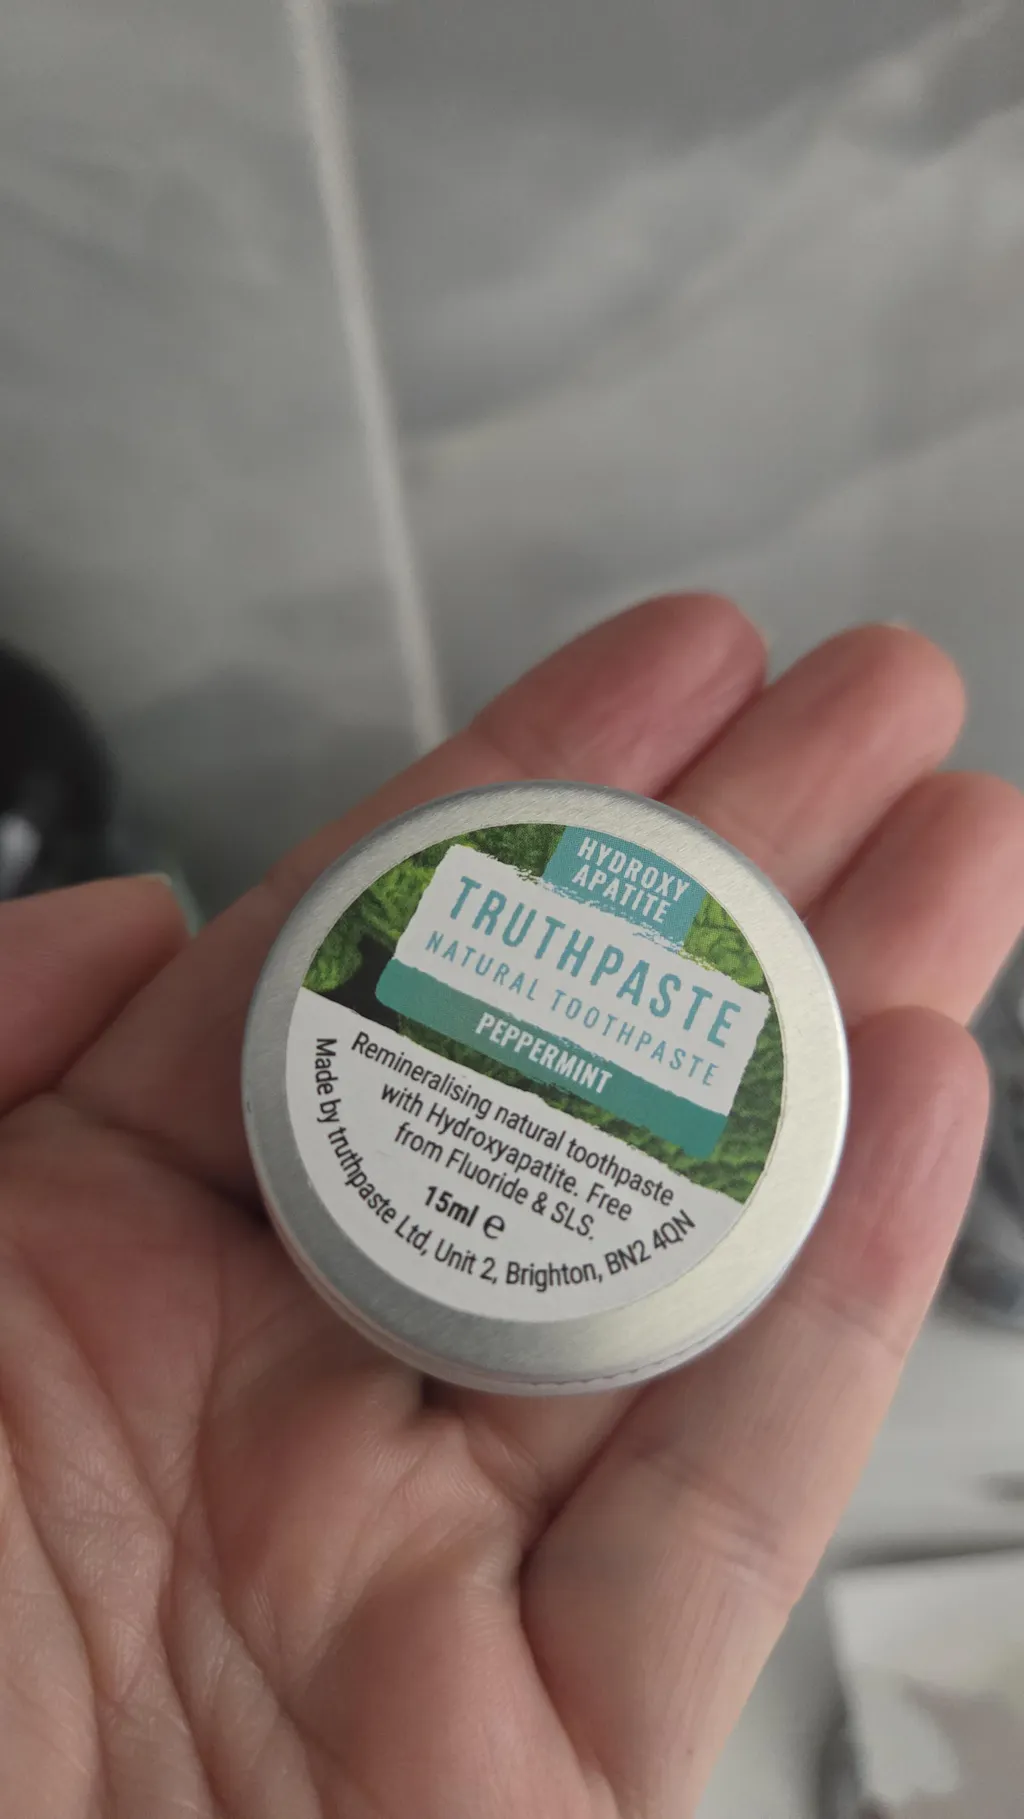 HYDROXY
APATITE
TRUTHPASTE
NATURAL TOOTHPASTE
PEPPERMINT
Remineralising natural toothpaste
with Hydroxyapatite. Free
from Fluoride & SLS.
15ml ℮
Made by truthpaste Ltd, Unit 2, Brighton, BN2 4QN